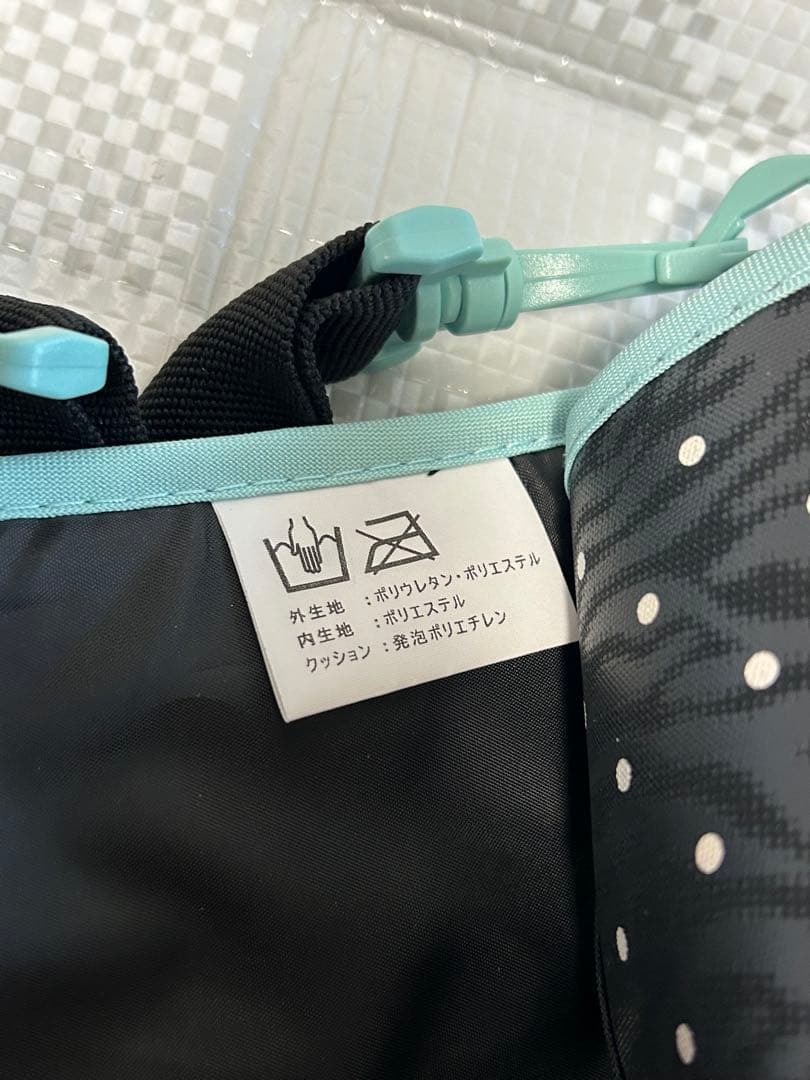 外生地 :ポリウレタン・ポリエステル
内生地 :ポリエステル
クッション :発泡ポリエチレン